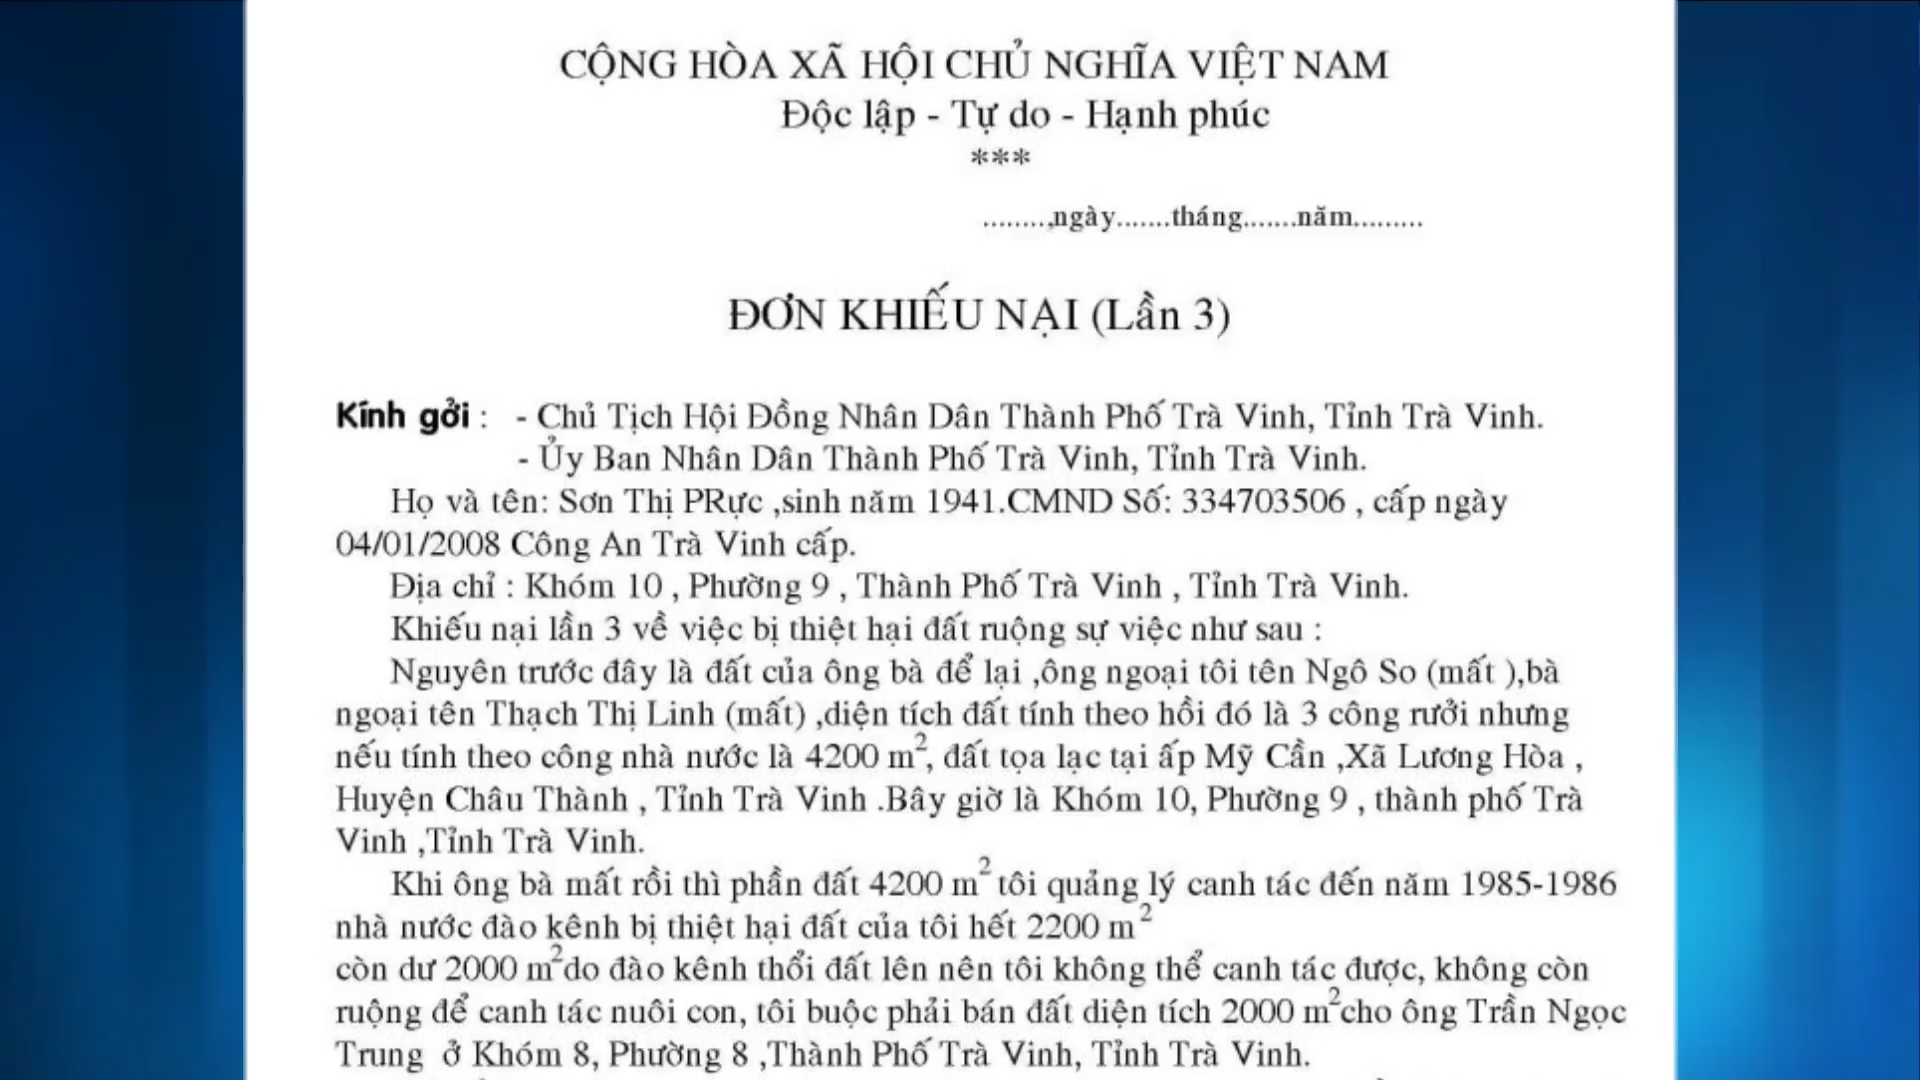 CỘNG HÒA XÃ HỘI CHỦ NGHĨA VIỆT NAM
Độc lập - Tự do - Hạnh phúc
***
.........,ngày.......tháng.......năm.........
ĐƠN KHIẾU NẠI (Lần 3)
Kính gởi : - Chủ Tịch Hội Đồng Nhân Dân Thành Phố Trà Vinh, Tỉnh Trà Vinh.
- Ủy Ban Nhân Dân Thành Phố Trà Vinh, Tỉnh Trà Vinh.
Họ và tên: Sơn Thị PRực ,sinh năm 1941.CMND Số: 334703506 , cấp ngày
04/01/2008 Công An Trà Vinh cấp.
Địa chỉ : Khóm 10 , Phường 9 , Thành Phố Trà Vinh , Tỉnh Trà Vinh.
Khiếu nại lần 3 về việc bị thiệt hại đất ruộng sự việc như sau :
Nguyên trước đây là đất của ông bà để lại ,ông ngoại tôi tên Ngô So (mất ),bà
ngoại tên Thạch Thị Linh (mất) ,diện tích đất tính theo hồi đó là 3 công rưởi nhưng
nếu tính theo công nhà nước là 4200 m², đất tọa lạc tại ấp Mỹ Cần ,Xã Lương Hòa ,
Huyện Châu Thành , Tỉnh Trà Vinh .Bây giờ là Khóm 10, Phường 9 , thành phố Trà
Vinh ,Tỉnh Trà Vinh.
Khi ông bà mất rồi thì phần đất 4200 m² tôi quảng lý canh tác đến năm 1985-1986
nhà nước đào kênh bị thiệt hại đất của tôi hết 2200 m²
còn dư 2000 m²do đào kênh thổi đất lên nên tôi không thể canh tác được, không còn
ruộng để canh tác nuôi con, tôi buộc phải bán đất diện tích 2000 m²cho ông Trần Ngọc
Trung ở Khóm 8, Phường 8 ,Thành Phố Trà Vinh, Tỉnh Trà Vinh.